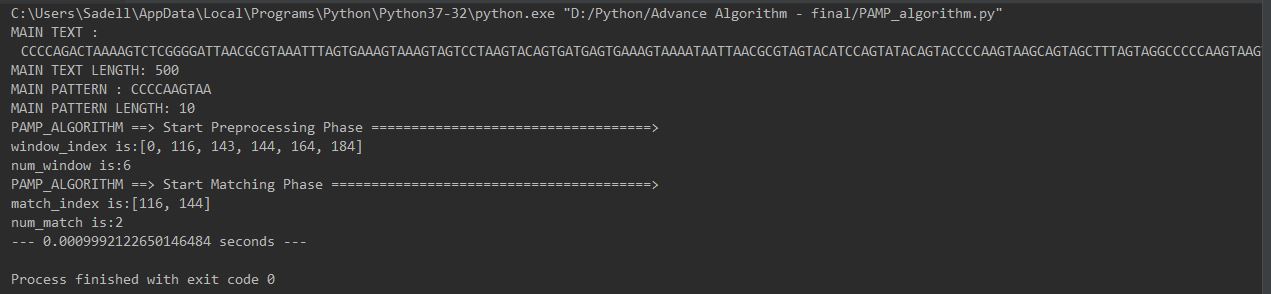 C:\Users\Sadell\AppData\Local\Programs\Python\Python37-32\python.exe "D:/Python/Advance Algorithm - final/PAMP_algorithm.py"
MAIN TEXT :
CCCCAGACTAAAAGTCTCGGGGATTAACGCGTAAATTTAGTGAAAGTAAAGTAGTCCTAAGTACAGTGATGAGTGAAAGTAAAATAATTAACGCGTAGTACATCCAGTATACAGTACCCCAAGTAAGCAGTAGCTTTAGTAGGCCCCCAAGTAAG
MAIN TEXT LENGTH: 500
MAIN PATTERN : CCCCAAGTAA
MAIN PATTERN LENGTH: 10
PAMP_ALGORITHM ==> Start Preprocessing Phase ===================================>
window_index is:[0, 116, 143, 144, 164, 184]
num_window is:6
PAMP_ALGORITHM ==> Start Matching Phase ========================================>
match_index is:[116, 144]
num_match is:2
--- 0.0009992122650146484 seconds ---
Process finished with exit code 0